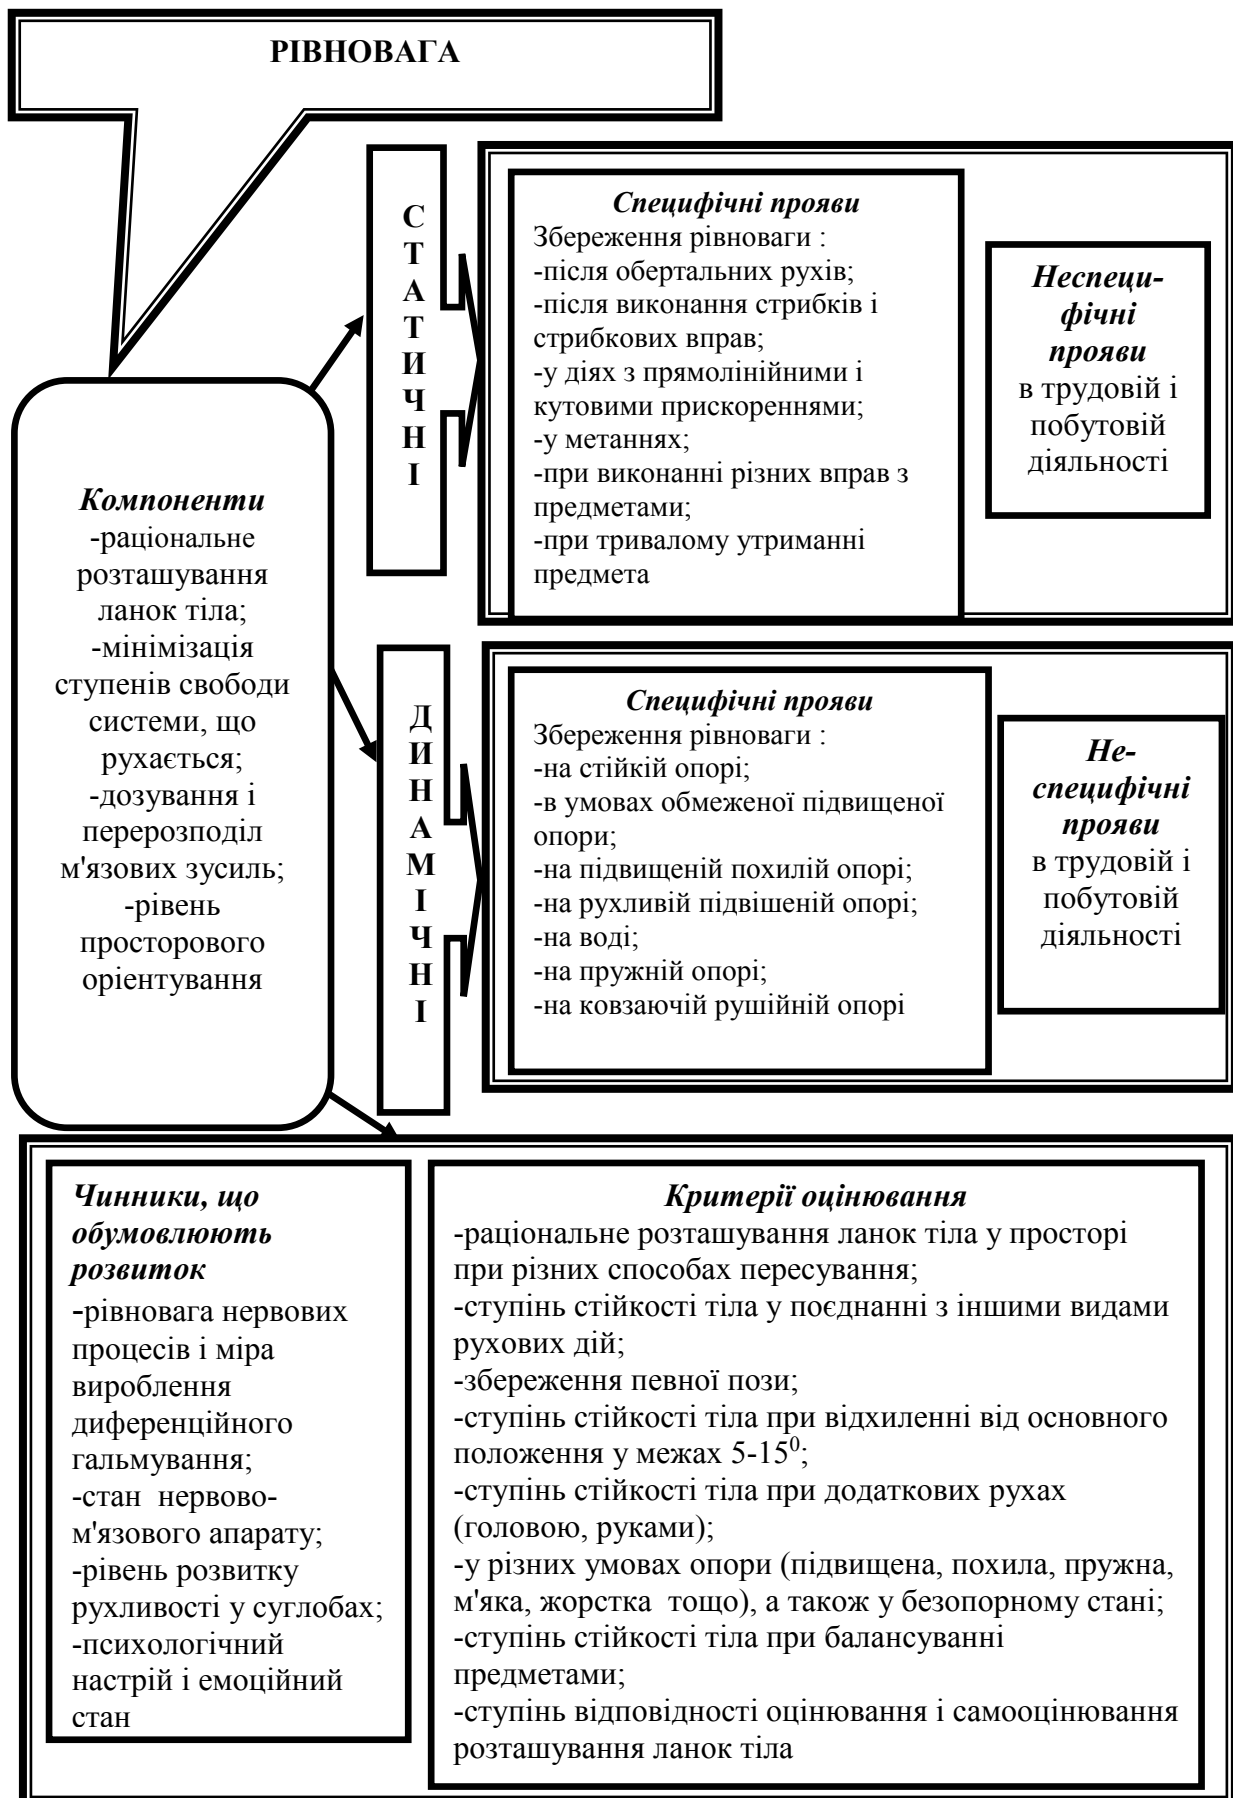 РІВНОВАГА
Компоненти
-раціональне
розташування
ланок тіла;
-мінімізація
ступенів свободи
системи, що
рухається;
-дозування і
перерозподіл
м'язових зусиль;
-рівень
просторового
орієнтування
СТАТИЧНІ
Специфічні прояви
Збереження рівноваги :
-після обертальних рухів;
-після виконання стрибків і
стрибкових вправ;
-у діях з прямолінійними і
кутовими прискореннями;
-у метаннях;
-при виконанні різних вправ з
предметами;
-при тривалому утриманні
предмета
Неспеци-
фічні
прояви
в трудовій і
побутовій
діяльності
ДИНАМІЧНІ
Специфічні прояви
Збереження рівноваги :
-на стійкій опорі;
-в умовах обмеженої підвищеної
опори;
-на підвищеній похилій опорі;
-на рухливій підвішеній опорі;
-на воді;
-на пружній опорі;
-на ковзаючій рушійній опорі
Не-
специфічні
прояви
в трудовій і
побутовій
діяльності
Чинники, що
обумовлюють
розвиток
-рівновага нервових
процесів і міра
вироблення
диференційного
гальмування;
-стан нервово-
м'язового апарату;
-рівень розвитку
рухливості у суглобах;
-психологічний
настрій і емоційний
стан
Критерії оцінювання
-раціональне розташування ланок тіла у просторі
при різних способах пересування;
-ступінь стійкості тіла у поєднанні з іншими видами
рухових дій;
-збереження певної пози;
-ступінь стійкості тіла при відхиленні від основного
положення у межах 5-15⁰;
-ступінь стійкості тіла при додаткових рухах
(головою, руками);
-у різних умовах опори (підвищена, похила, пружна,
м'яка, жорстка тощо), а також у безопорному стані;
-ступінь стійкості тіла при балансуванні
предметами;
-ступінь відповідності оцінювання і самооцінювання
розташування ланок тіла